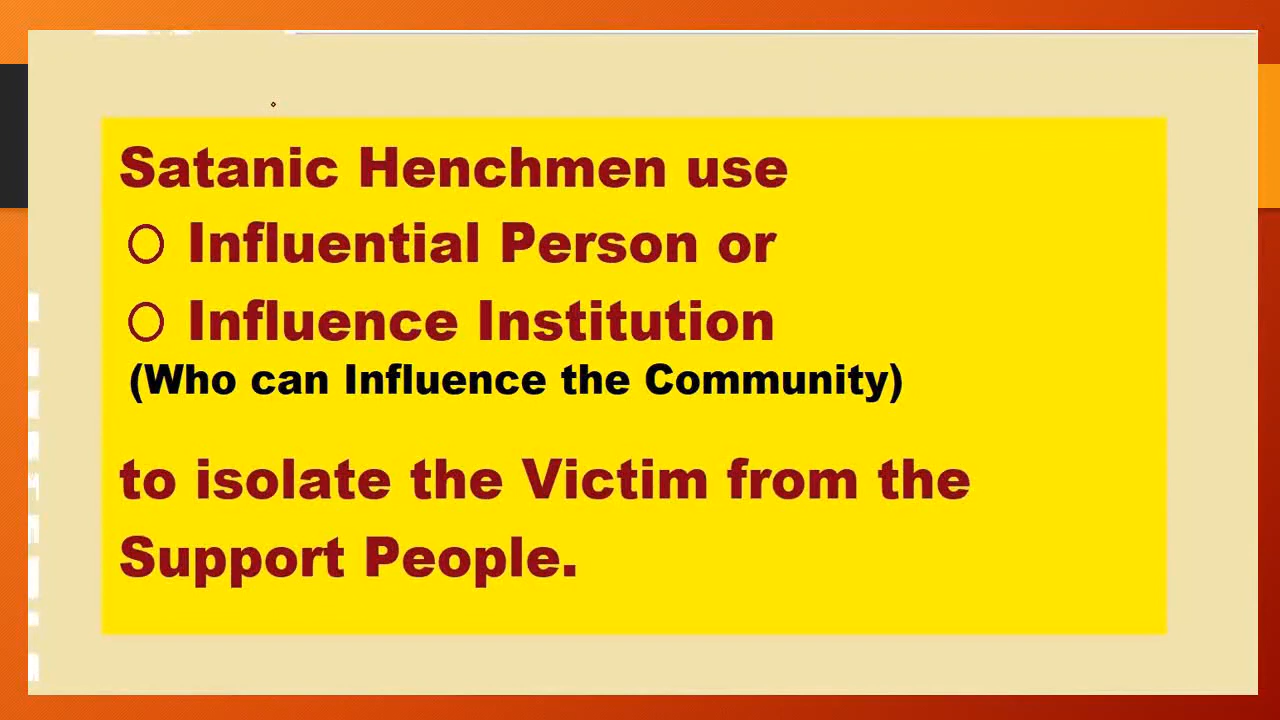 Satanic Henchmen use
O Influential Person or
O Influence Institution
(Who can Influence the Community)
to isolate the Victim from the
Support People.